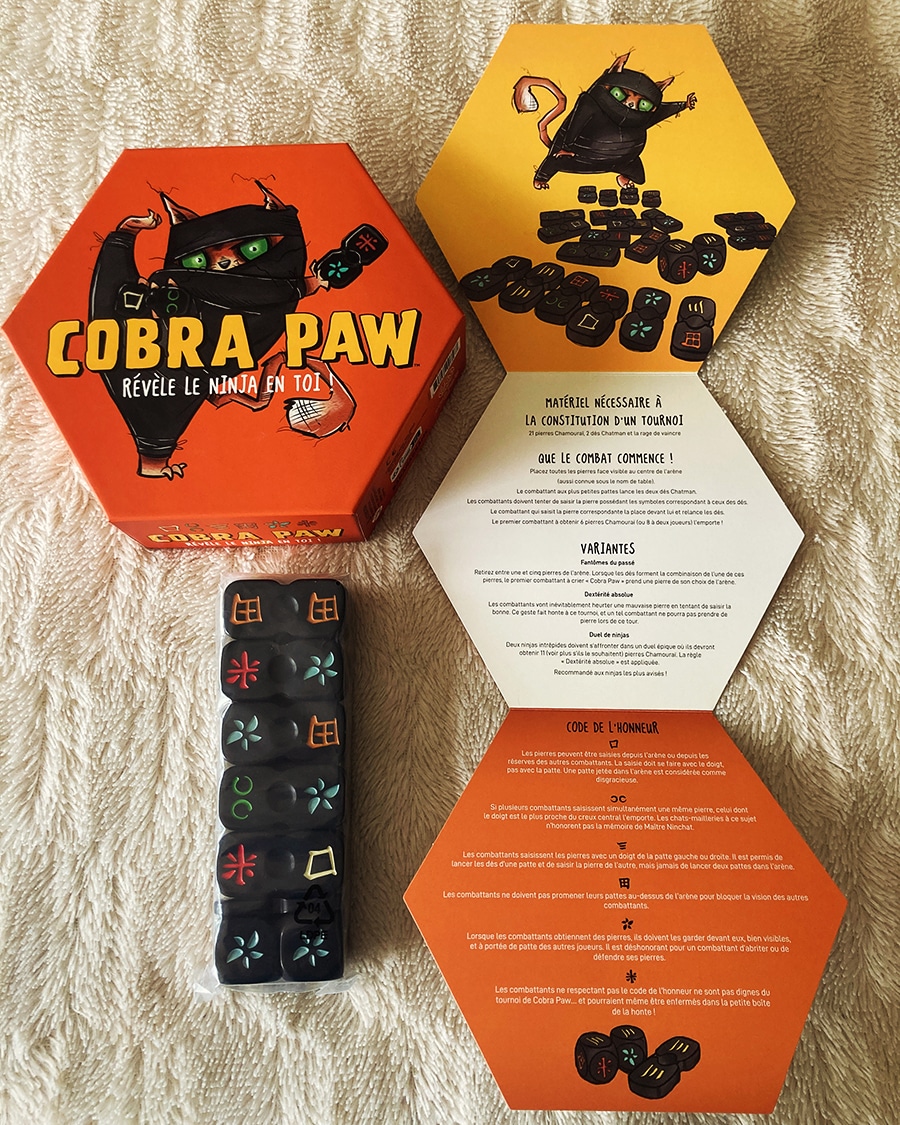 COBRA PAW
RÉVÈLE LE NINJA EN TOI !
COBRA PAW
RÉVÈLE LE NINJA EN TOI !
04
MATÉRIEL NÉCESSAIRE À
LA CONSTITUTION D'UN TOURNOI
21 pierres Chamouraï, 2 dés Chatman et la rage de vaincre
QUE LE COMBAT COMMENCE !
Placez toutes les pierres face visible au centre de l'arène
(aussi connue sous le nom de table).
Le combattant aux plus petites pattes lance les deux dés Chatman.
Les combattants doivent tenter de saisir la pierre possédant les symboles correspondant à ceux des dés.
Le combattant qui saisit la pierre correspondante la place devant lui et relance les dés.
Le premier combattant à obtenir 6 pierres Chamouraï (ou 8 à deux joueurs) l'emporte !
VARIANTES
Fantômes du passé
Retirez entre une et cinq pierres de l'arène. Lorsque les dés forment la combinaison de l'une de ces
pierres, le premier combattant à crier « Cobra Paw » prend une pierre de son choix de l'arène.
Dextérité absolue
Les combattants vont inévitablement heurter une mauvaise pierre en tentant de saisir la
bonne. Ce geste fait honte à ce tournoi, et un tel combattant ne pourra pas prendre de
pierre lors de ce tour.
Duel de ninjas
Deux ninjas intrépides doivent s'affronter dans un duel épique où ils devront
obtenir 11 (voir plus s'ils le souhaitent) pierres Chamouraï. La règle
« Dextérité absolue » est appliquée.
Recommandé aux ninjas les plus avisés !
CODE DE L'HONNEUR
Les pierres peuvent être saisies depuis l'arène ou depuis les
réserves des autres combattants. La saisie doit se faire avec le doigt,
pas avec la patte. Une patte jetée dans l'arène est considérée comme
disgracieuse.
Si plusieurs combattants saisissent simultanément une même pierre, celui dont
le doigt est le plus proche du creux central l'emporte. Les chats-mailleries à ce sujet
n'honorent pas la mémoire de Maître Ninchat.
Les combattants saisissent les pierres avec un doigt de la patte gauche ou droite. Il est permis de
lancer les dés d'une patte et de saisir la pierre de l'autre, mais jamais de lancer deux pattes dans l'arène.
Les combattants ne doivent pas promener leurs pattes au-dessus de l'arène pour bloquer la vision des autres
combattants.
Lorsque les combattants obtiennent des pierres, ils doivent les garder devant eux, bien visibles,
et à portée de patte des autres joueurs. Il est déshonorant pour un combattant d'abriter ou de
défendre ses pierres.
Les combattants ne respectant pas le code de l'honneur ne sont pas dignes du
tournoi de Cobra Paw... et pourraient même être enfermés dans la petite boîte
de la honte !